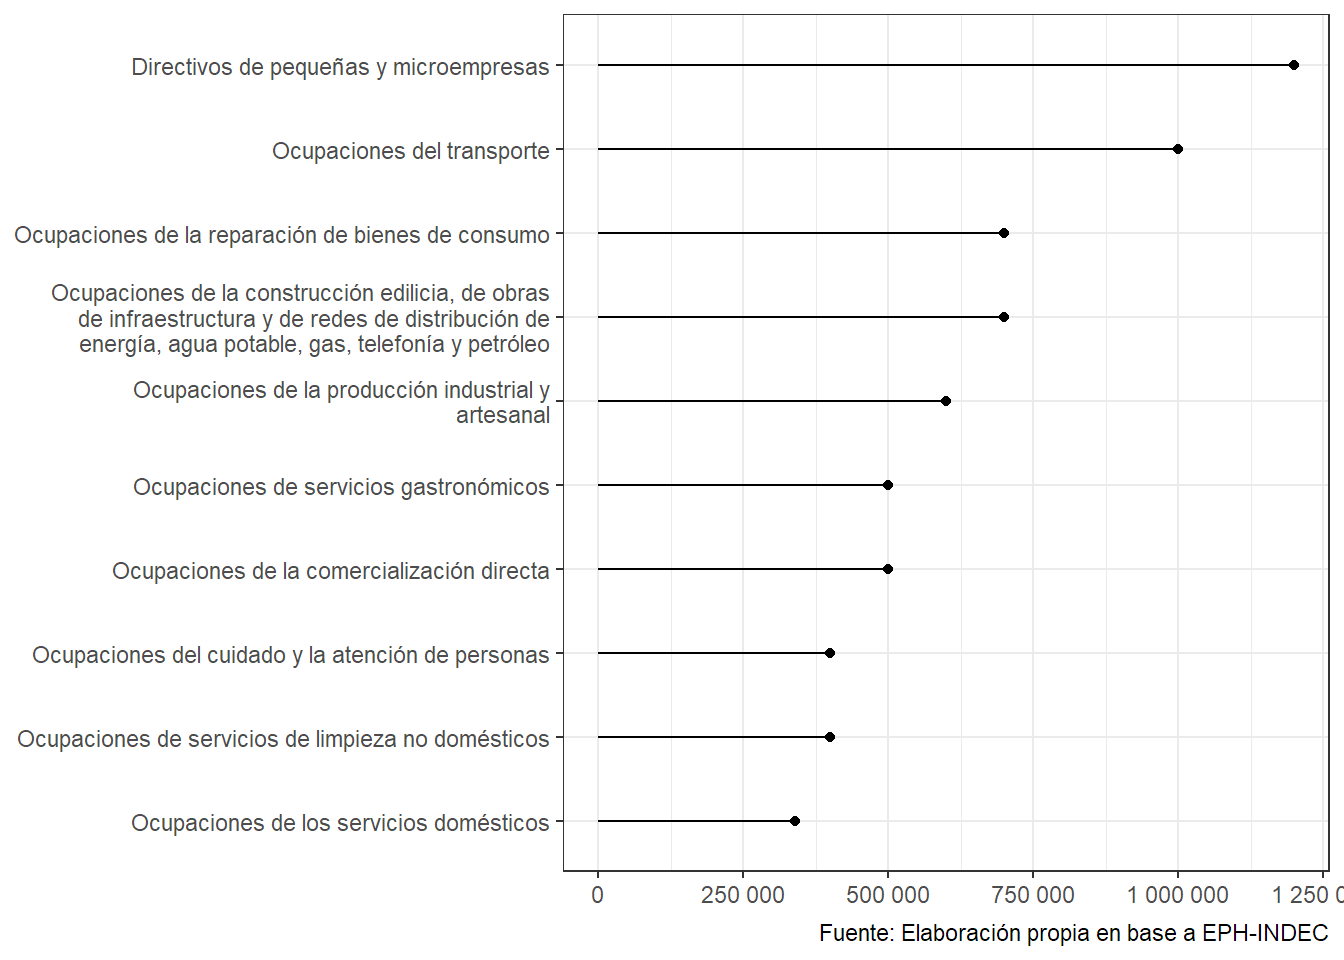 Directivos de pequeñas y microempresas
Ocupaciones del transporte
Ocupaciones de la reparación de bienes de consumo
Ocupaciones de la construcción edilicia, de obras
de infraestructura y de redes de distribución de
energía, agua potable, gas, telefonía y petróleo
Ocupaciones de la producción industrial y
artesanal
Ocupaciones de servicios gastronómicos
Ocupaciones de la comercialización directa
Ocupaciones del cuidado y la atención de personas
Ocupaciones de servicios de limpieza no domésticos
Ocupaciones de los servicios domésticos
0 250 000 500 000 750 000 1 000 000 1 250 0
Fuente: Elaboración propia en base a EPH-INDEC